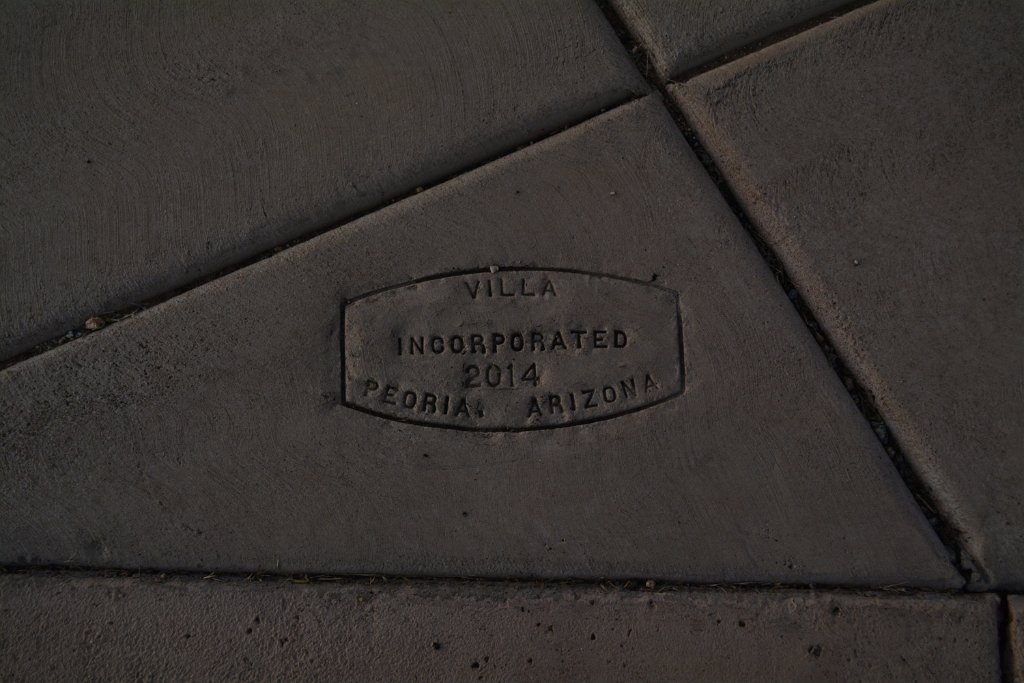 VILLA
INCORPORATED
2014
PEORIA, ARIZONA